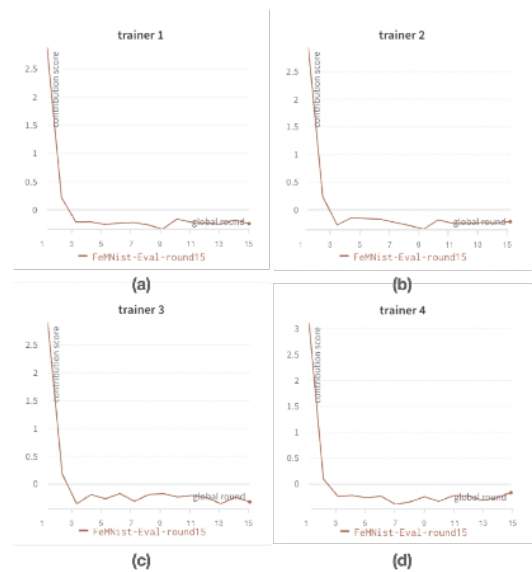 trainer 1
contribution score
2.5
2
1.5
1
0.5
0
global round
1 3 5 7 9 11 13 15
FeMNist-Eval-round15
(a)
trainer 2
contribution score
2.5
2
1.5
1
0.5
0
global round
1 3 5 7 9 11 13 15
FeMNist-Eval-round15
(b)
trainer 3
contribution score
2.5
2
1.5
1
0.5
0
global round
1 3 5 7 9 11 13 15
FeMNist-Eval-round15
(c)
trainer 4
contribution score
3
2.5
2
1.5
1
0.5
0
global round
1 3 5 7 9 11 13 15
FeMNist-Eval-round15
(d)